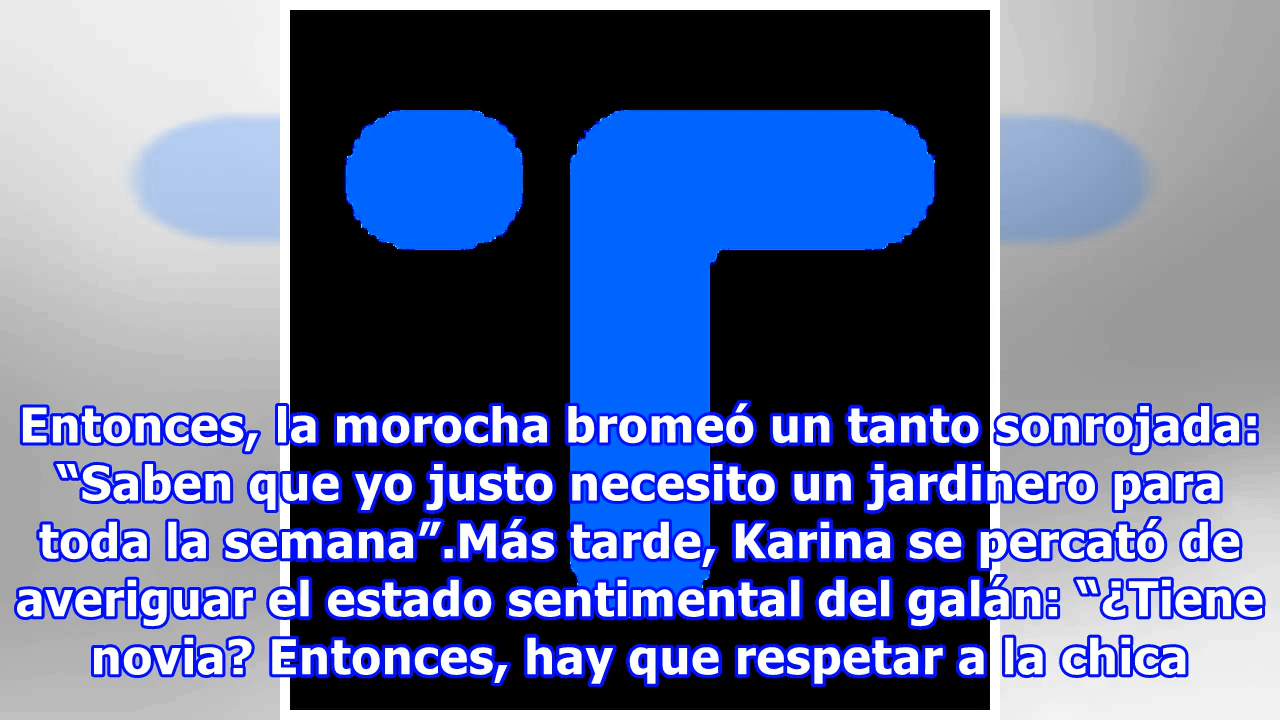 Entonces, la morocha bromeó un tanto sonrojada:
“Saben que yo justo necesito un jardinero para
toda la semana”.Más tarde, Karina se percató de
averiguar el estado sentimental del galán: “¿Tiene
novia? Entonces, hay que respetar a la chica